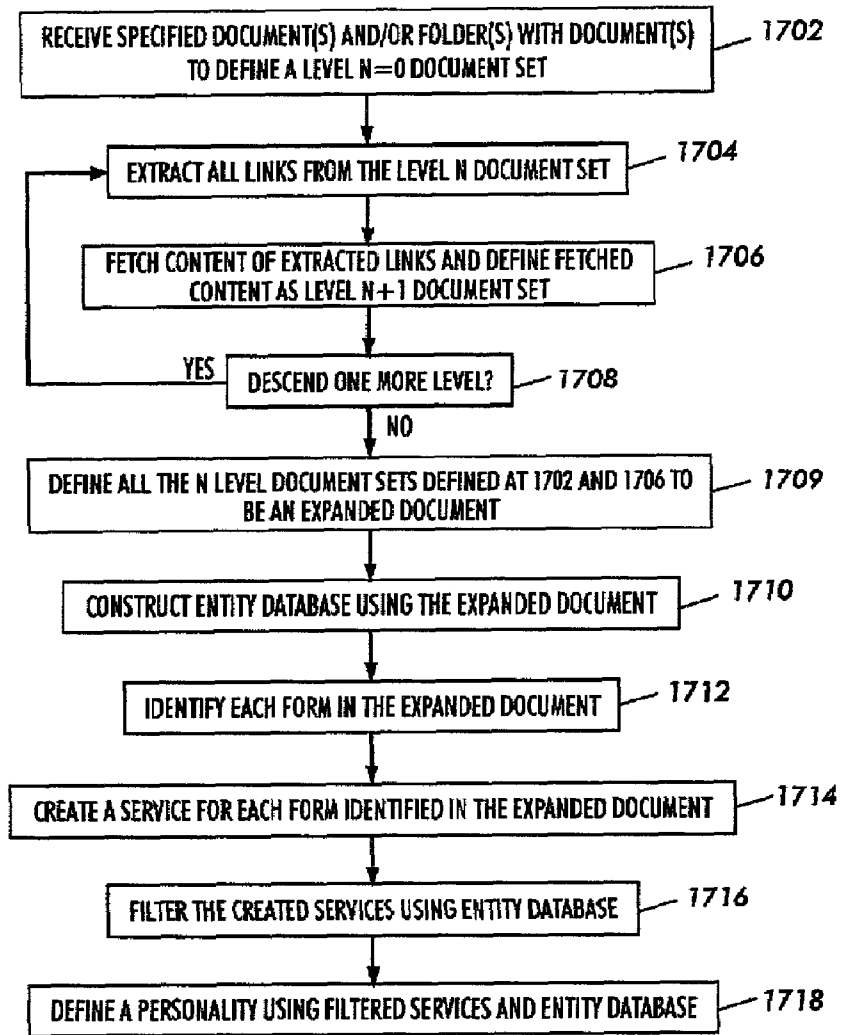 RECEIVE SPECIFIED DOCUMENT(S) AND/OR FOLDER(S) WITH DOCUMENT(S)
TO DEFINE A LEVEL N=0 DOCUMENT SET
1702
EXTRACT ALL LINKS FROM THE LEVEL N DOCUMENT SET
1704
FETCH CONTENT OF EXTRACTED LINKS AND DEFINE FETCHED
CONTENT AS LEVEL N+1 DOCUMENT SET
1706
YES
DESCEND ONE MORE LEVEL?
1708
NO
DEFINE ALL THE N LEVEL DOCUMENT SETS DEFINED AT 1702 AND 1706 TO
BE AN EXPANDED DOCUMENT
1709
CONSTRUCT ENTITY DATABASE USING THE EXPANDED DOCUMENT
1710
IDENTIFY EACH FORM IN THE EXPANDED DOCUMENT
1712
CREATE A SERVICE FOR EACH FORM IDENTIFIED IN THE EXPANDED DOCUMENT
1714
FILTER THE CREATED SERVICES USING ENTITY DATABASE
1716
DEFINE A PERSONALITY USING FILTERED SERVICES AND ENTITY DATABASE
1718